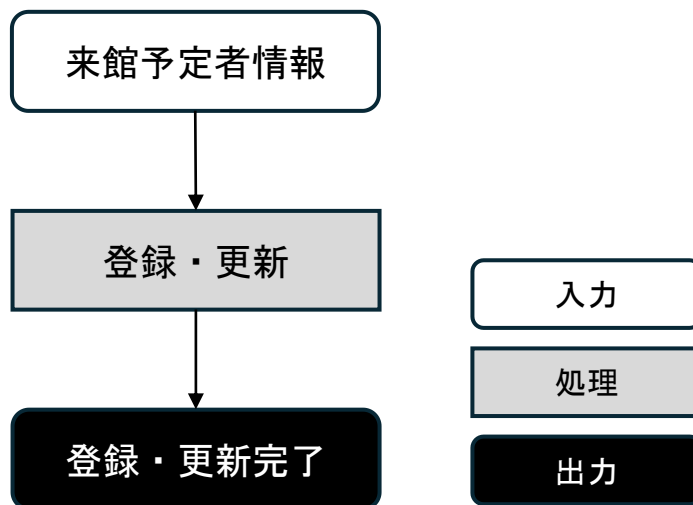 来館予定者情報
登録・更新
登録・更新完了
入力
処理
出力